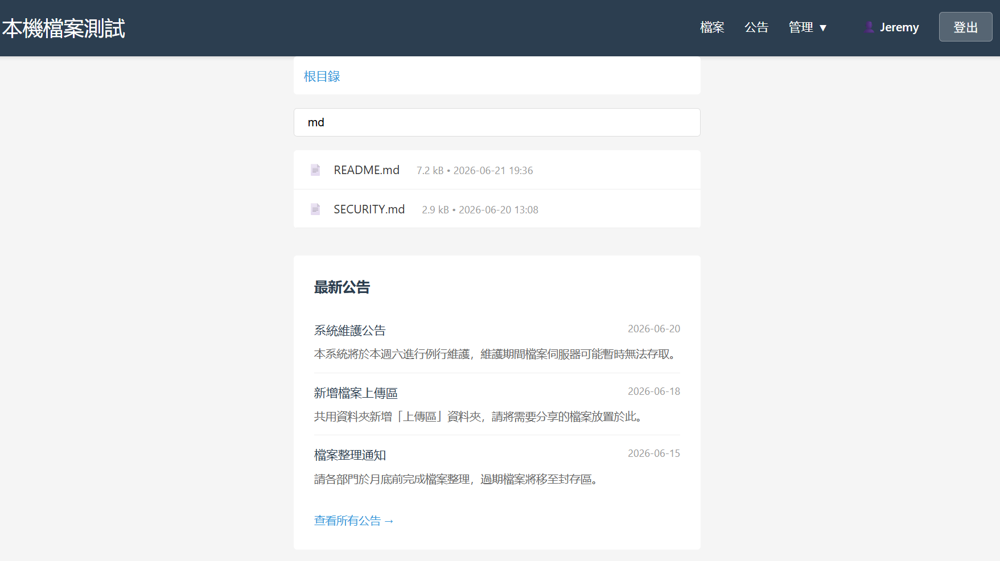 本機檔案測試
檔案 公告 管理 ▼ Jeremy 登出
根目錄
md
README.md 7.2 kB • 2026-06-21 19:36
SECURITY.md 2.9 kB • 2026-06-20 13:08
最新公告
系統維護公告 2026-06-20
本系統將於本週六進行例行維護，維護期間檔案伺服器可能暫時無法存取。
新增檔案上傳區 2026-06-18
共用資料夾新增「上傳區」資料夾，請將需要分享的檔案放置於此。
檔案整理通知 2026-06-15
請各部門於月底前完成檔案整理，過期檔案將移至封存區。
查看所有公告 →